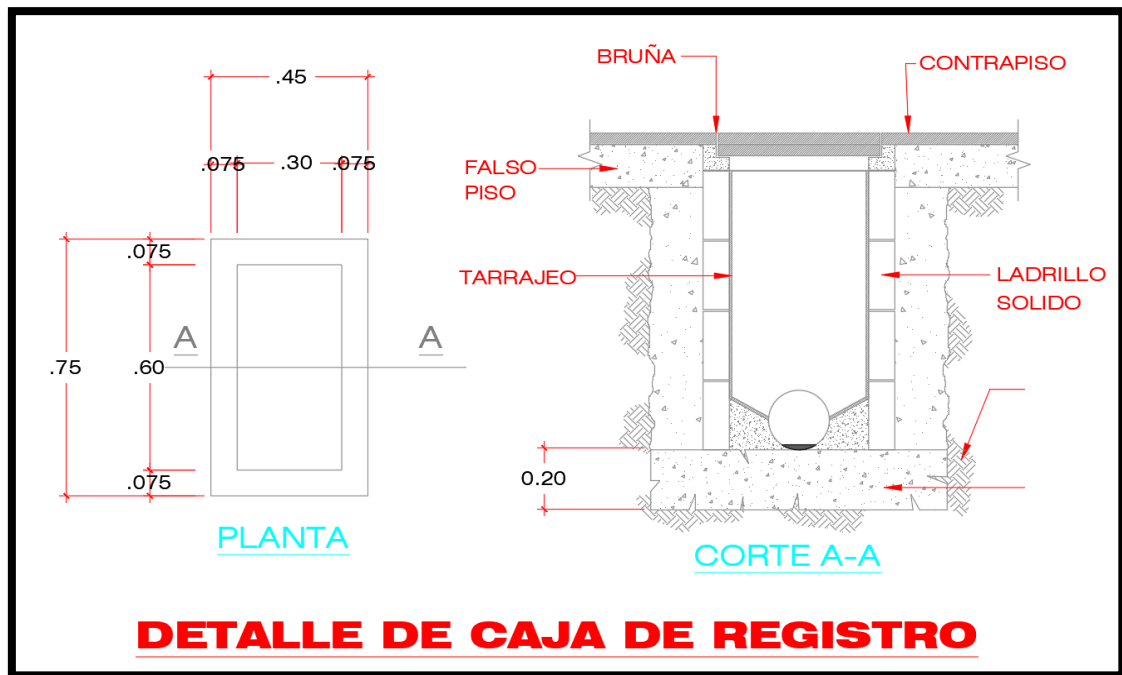 .45
.075 .30 .075
.075
.75
.60
.075
A A
PLANTA
BRUÑA
CONTRAPISO
FALSO
PISO
TARRAJEO
LADRILLO
SOLIDO
0.20
CORTE A-A
DETALLE DE CAJA DE REGISTRO